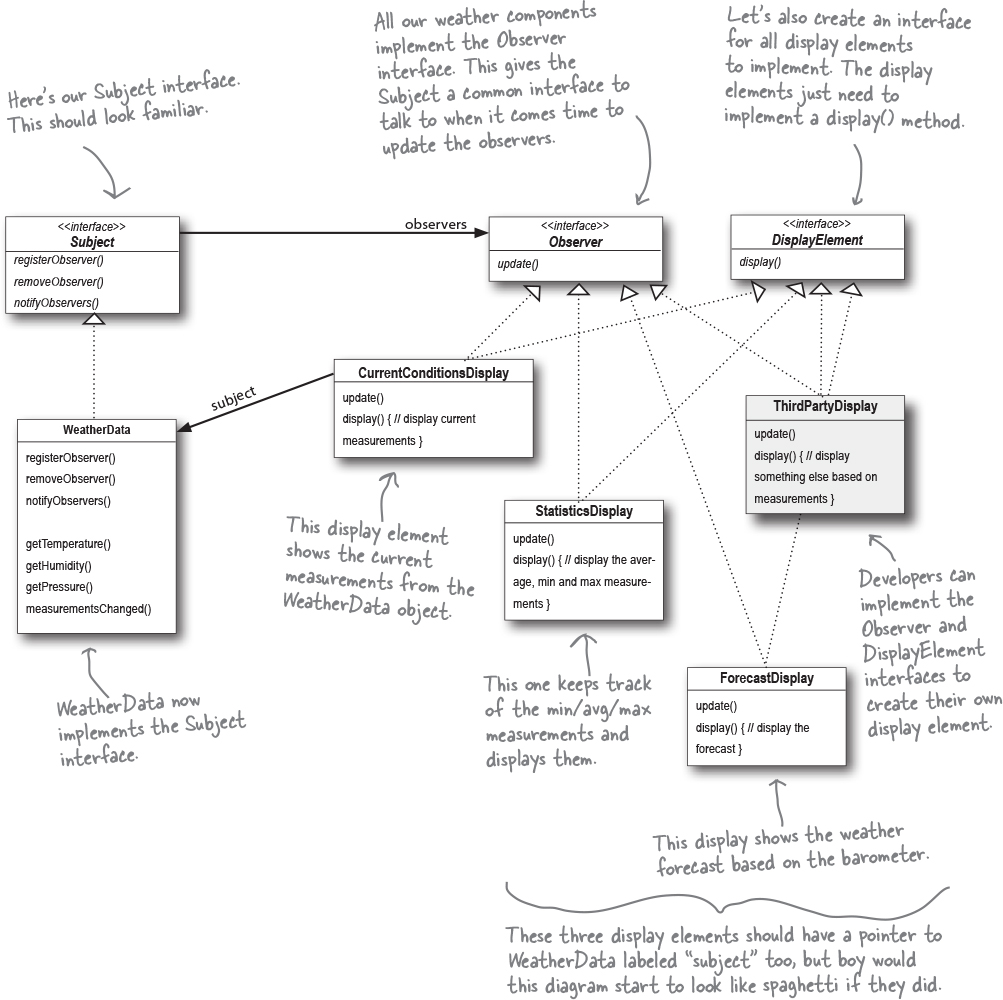 Here's our Subject interface.
This should look familiar.
All our weather components
implement the Observer
interface. This gives the
Subject a common interface to
talk to when it comes time to
update the observers.
Let's also create an interface
for all display elements
to implement. The display
elements just need to
implement a display() method.
<<interface>>
Subject
registerObserver()
removeObserver()
notifyObservers()
observers
<<interface>>
Observer
update()
<<interface>>
DisplayElement
display()
subject
CurrentConditionsDisplay
update()
display() { // display current
measurements }
WeatherData
registerObserver()
removeObserver()
notifyObservers()
getTemperature()
getHumidity()
getPressure()
measurementsChanged()
ThirdPartyDisplay
update()
display() { // display
something else based on
measurements }
This display element
shows the current
measurements from the
WeatherData object.
StatisticsDisplay
update()
display() { // display the aver-
age, min and max measure-
ments }
Developers can
implement the
Observer and
DisplayElement
interfaces to
create their own
display element.
WeatherData now
implements the Subject
interface.
This one keeps track
of the min/avg/max
measurements and
displays them.
ForecastDisplay
update()
display() { // display the
forecast }
This display shows the weather
forecast based on the barometer.
These three display elements should have a pointer to
WeatherData labeled "subject" too, but boy would
this diagram start to look like spaghetti if they did.